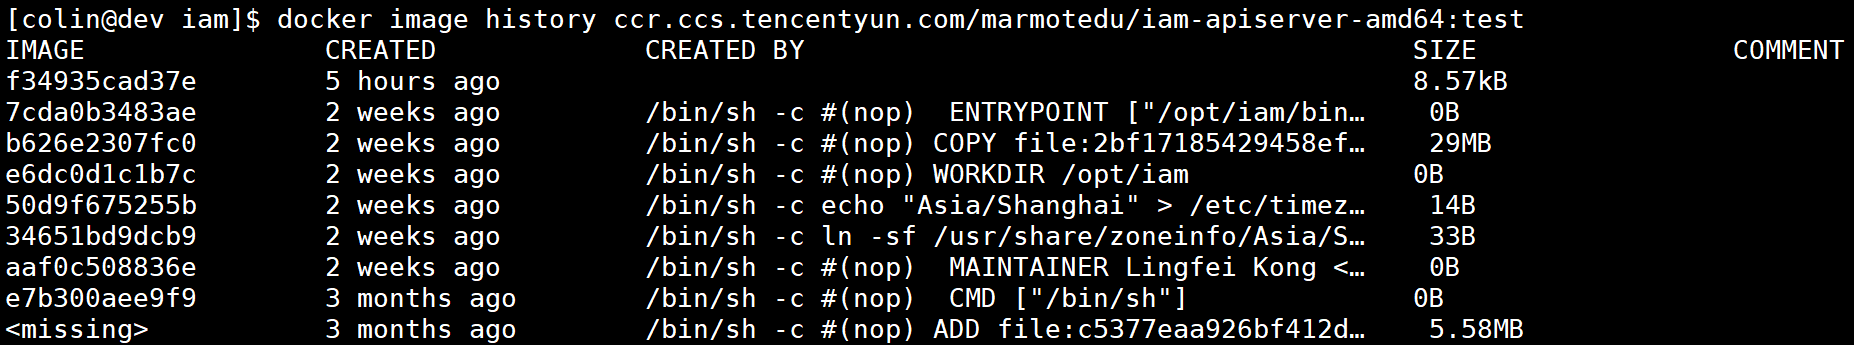 [colin@dev iam]$ docker image history ccr.ccs.tencentyun.com/marmotedu/iam-apiserver-amd64:test
IMAGE CREATED CREATED BY SIZE COMMENT
f34935cad37e 5 hours ago 8.57kB
7cda0b3483ae 2 weeks ago /bin/sh -c #(nop)  ENTRYPOINT ["/opt/iam/bin… 0B
b626e2307fc0 2 weeks ago /bin/sh -c #(nop) COPY file:2bf17185429458ef… 29MB
e6dc0d1c1b7c 2 weeks ago /bin/sh -c #(nop) WORKDIR /opt/iam 0B
50d9f675255b 2 weeks ago /bin/sh -c echo "Asia/Shanghai" > /etc/timez… 14B
34651bd9dcb9 2 weeks ago /bin/sh -c ln -sf /usr/share/zoneinfo/Asia/S… 33B
aaf0c508836e 2 weeks ago /bin/sh -c #(nop)  MAINTAINER Lingfei Kong <… 0B
e7b300aee9f9 3 months ago /bin/sh -c #(nop)  CMD ["/bin/sh"] 0B
<missing> 3 months ago /bin/sh -c #(nop) ADD file:c5377eaa926bf412d… 5.58MB